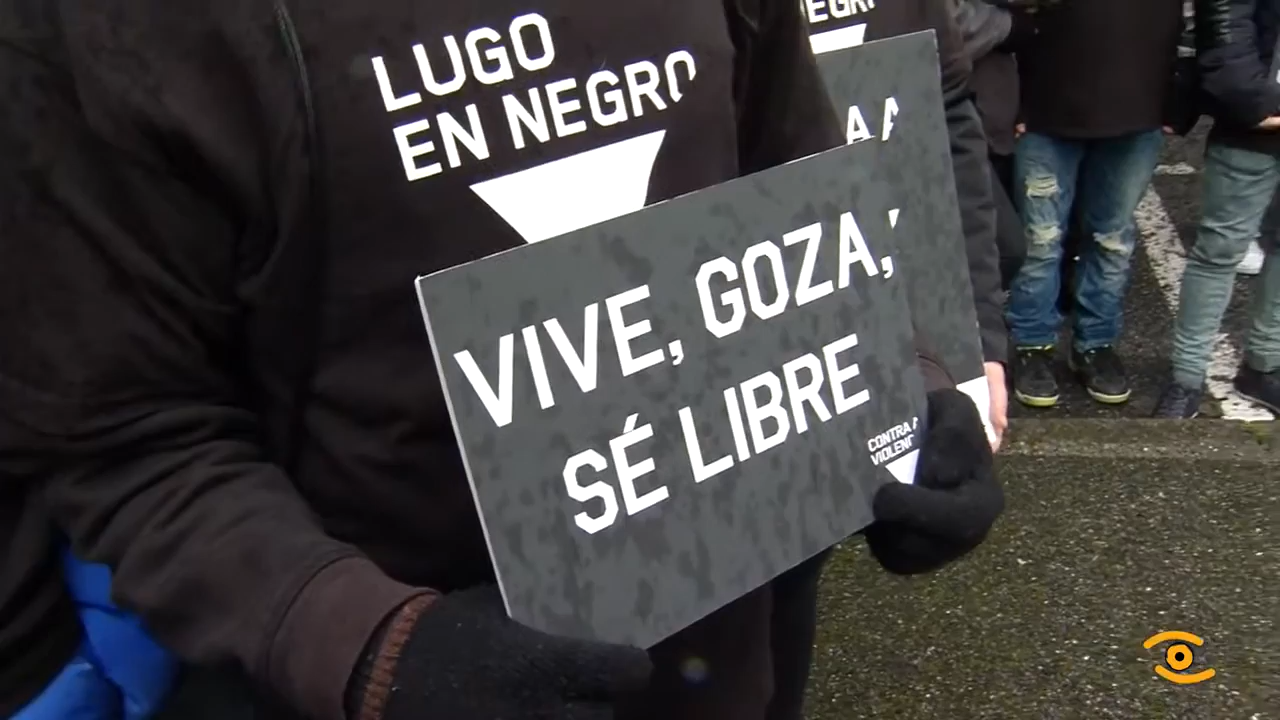 LUGO
EN NEGRO
VIVE, GOZA,
SÉ LIBRE
CONTRA